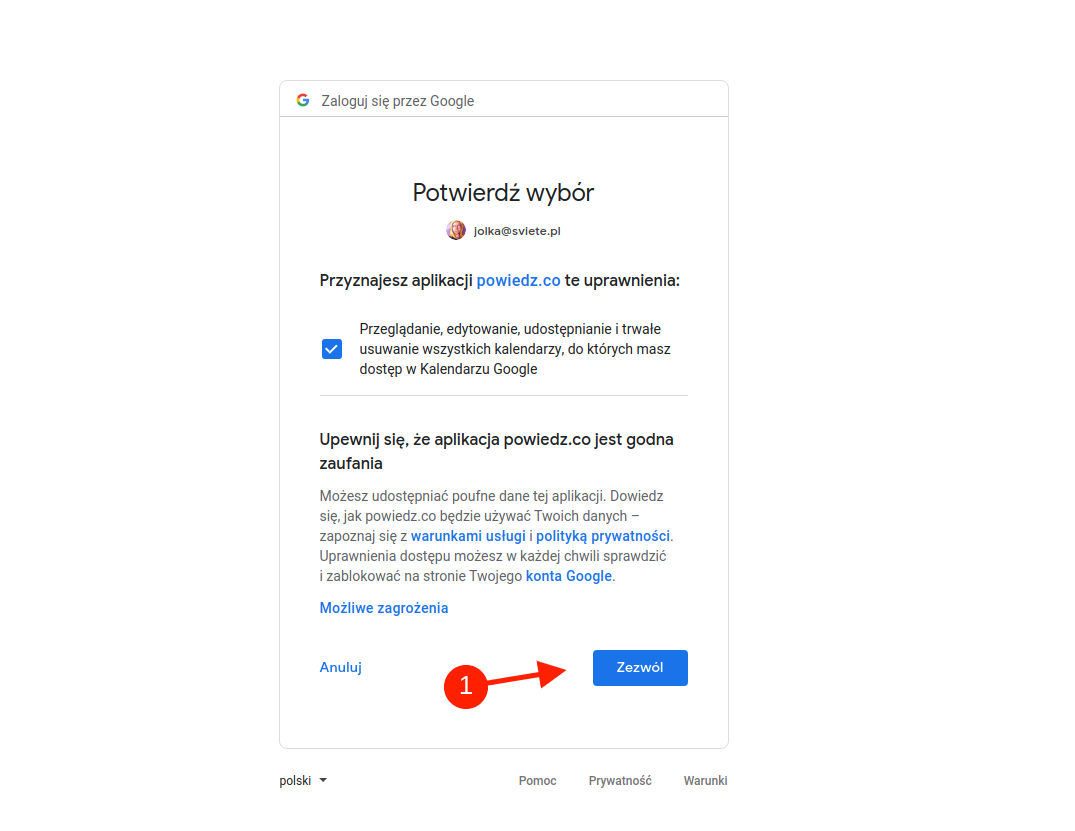 Zaloguj się przez Google
Potwierdź wybór
jolka@sviete.pl
Przyznajesz aplikacji powiedz.co te uprawnienia:
Przeglądanie, edytowanie, udostępnianie i trwałe
usuwanie wszystkich kalendarzy, do których masz
dostęp w Kalendarzu Google
Upewnij się, że aplikacja powiedz.co jest godna
zaufania
Możesz udostępniać poufne dane tej aplikacji. Dowiedz
się, jak powiedz.co będzie używać Twoich danych –
zapoznaj się z warunkami usługi i polityką prywatności.
Uprawnienia dostępu możesz w każdej chwili sprawdzić
i zablokować na stronie Twojego konta Google.
Możliwe zagrożenia
Anuluj 1 Zezwól
polski Pomoc Prywatność Warunki